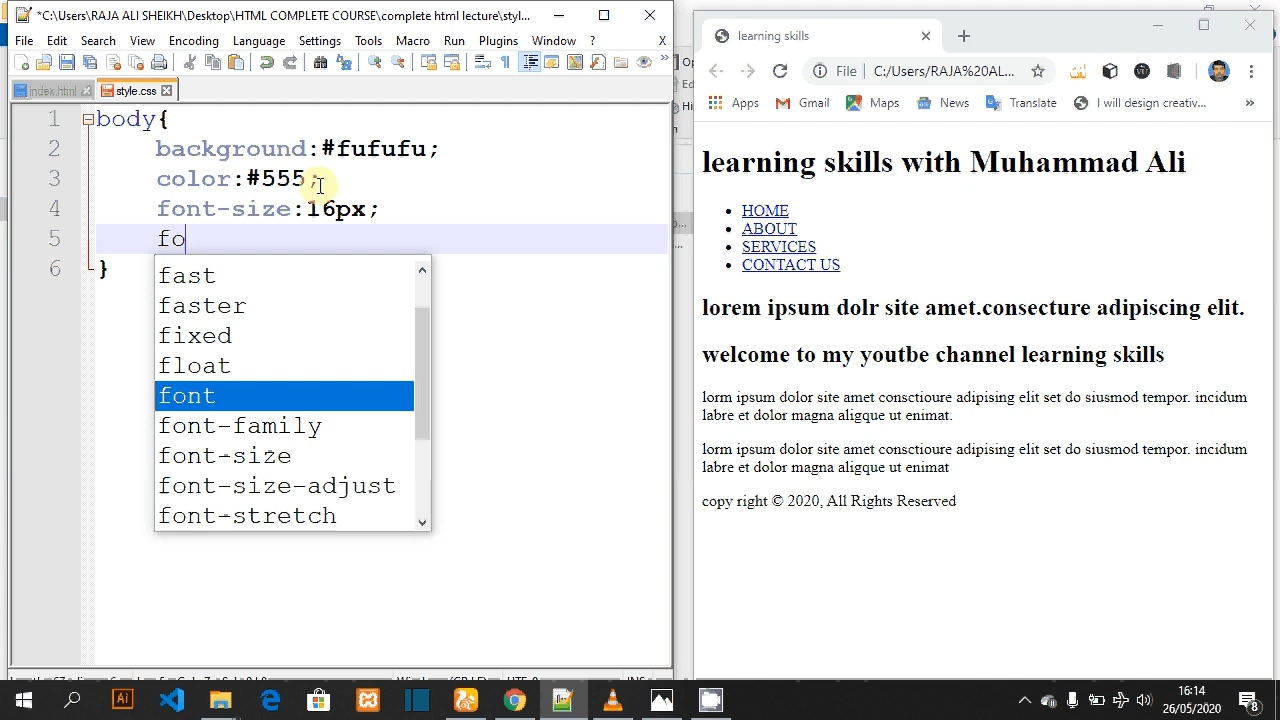 *C:\Users\RAJA ALI SHEIKH\Desktop\HTML COMPLETE COURSE\complete html lecture\styl...
File Edit Search View Encoding Language Settings Tools Macro Run Plugins Window ? X
index.html style.css
1 body{
2 background:#fufufu;
3 color:#555;
4 font-size:16px;
5 fo
6 }
fast
faster
fixed
float
font
font-family
font-size
font-size-adjust
font-stretch
learning skills
File C:/Users/RAJA%20AL...
Apps Gmail Maps News Translate I will design creativ... »
learning skills with Muhammad Ali
• HOME
• ABOUT
• SERVICES
• CONTACT US
lorem ipsum dolr site amet.consecture adipiscing elit.
welcome to my youtbe channel learning skills
lorm ipsum dolor site amet consctioure adipising elit set do siusmod tempor. incidum
labre et dolor magna aligque ut enimat.
lorm ipsum dolor site amet consctioure adipising elit set do siusmod tempor. incidum
labre et dolor magna aligque ut enimat
copy right © 2020, All Rights Reserved
Ai
16:14
26/05/2020
8